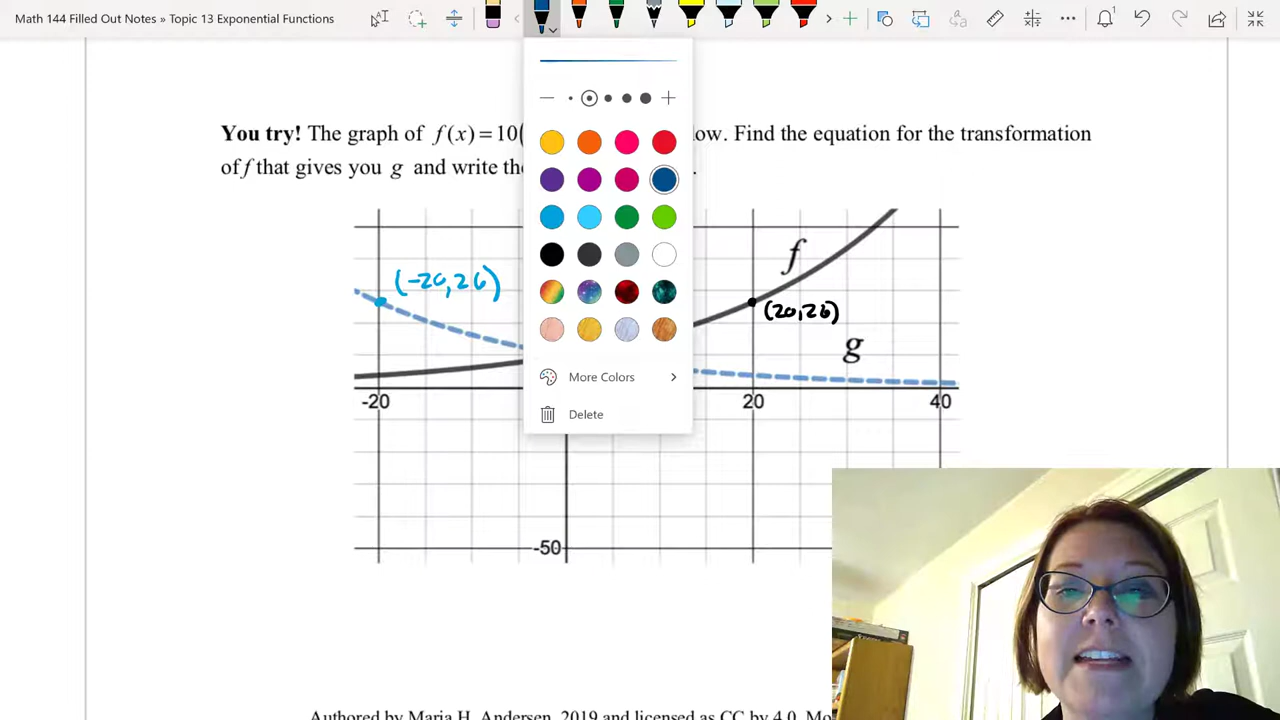 Math 144 Filled Out Notes » Topic 13 Exponential Functions
You try! The graph of f(x)=10( low. Find the equation for the transformation
of f that gives you g and write the .
f
(-20,26)
(20,26)
g
-20
20
40
-50
More Colors
Delete
Authored by Maria H. Andersen, 2019 and licensed as CC by 4.0.